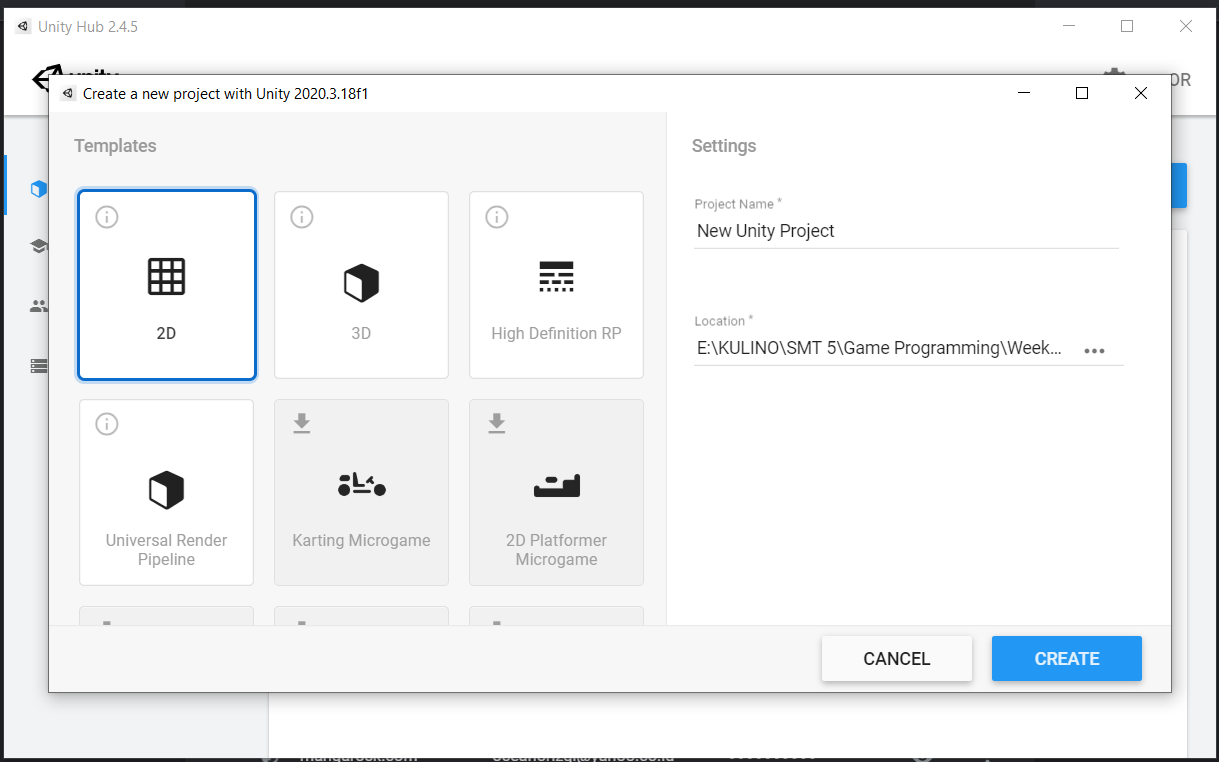 Unity Hub 2.4.5
Create a new project with Unity 2020.3.18f1
OR
Templates
Settings
2D
3D
High Definition RP
Project Name *
New Unity Project
Location *
E:\KULINO\SMT 5\Game Programming\Week...
Universal Render
Pipeline
Karting Microgame
2D Platformer
Microgame
CANCEL
CREATE